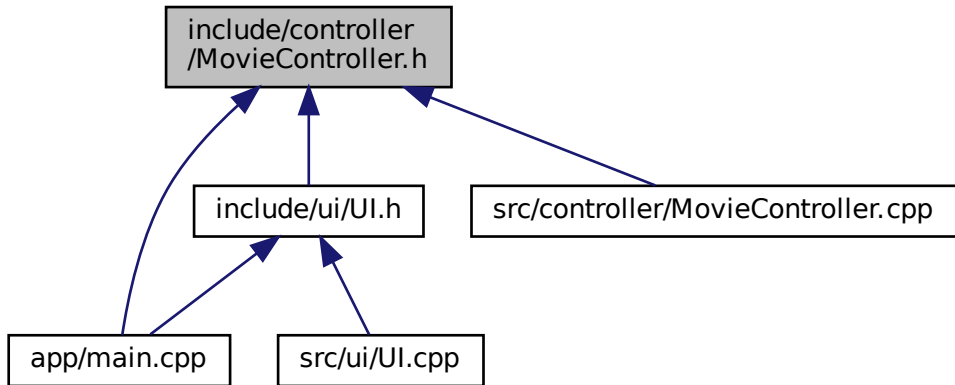 include/controller
/MovieController.h
include/ui/UI.h
src/controller/MovieController.cpp
app/main.cpp
src/ui/UI.cpp